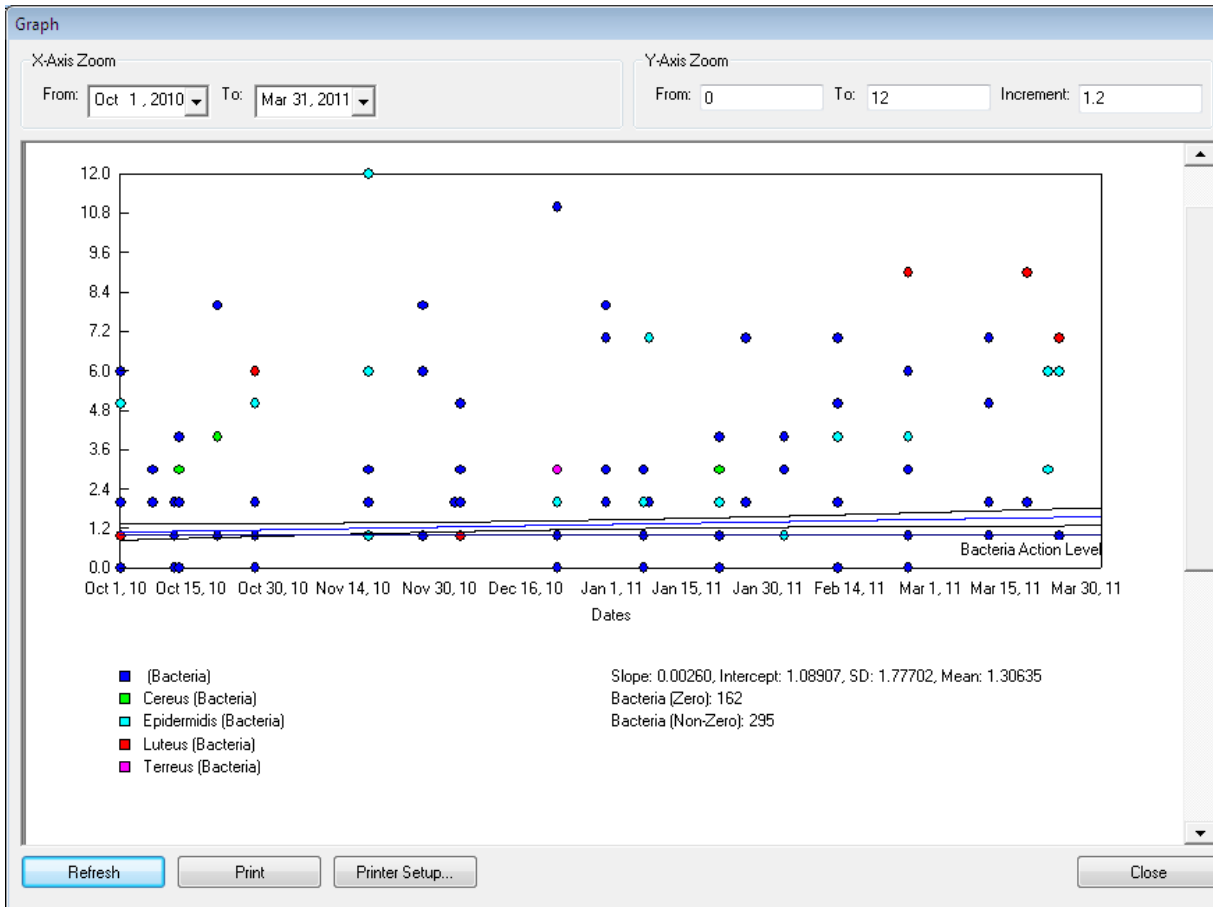 Graph
X-Axis Zoom
From: Oct 1 , 2010 To: Mar 31, 2011
Y-Axis Zoom
From: 0 To: 12 Increment: 1.2
12.0
10.8
9.6
8.4
7.2
6.0
4.8
3.6
2.4
1.2
0.0
Bacteria Action Level
Oct 1, 10 Oct 15, 10 Oct 30, 10 Nov 14, 10 Nov 30, 10 Dec 16, 10 Jan 1, 11 Jan 15, 11 Jan 30, 11 Feb 14, 11 Mar 1, 11 Mar 15, 11 Mar 30, 11
Dates
(Bacteria)
Cereus (Bacteria)
Epidermidis (Bacteria)
Luteus (Bacteria)
Terreus (Bacteria)
Slope: 0.00260, Intercept: 1.08907, SD: 1.77702, Mean: 1.30635
Bacteria (Zero): 162
Bacteria (Non-Zero): 295
Refresh Print Printer Setup... Close